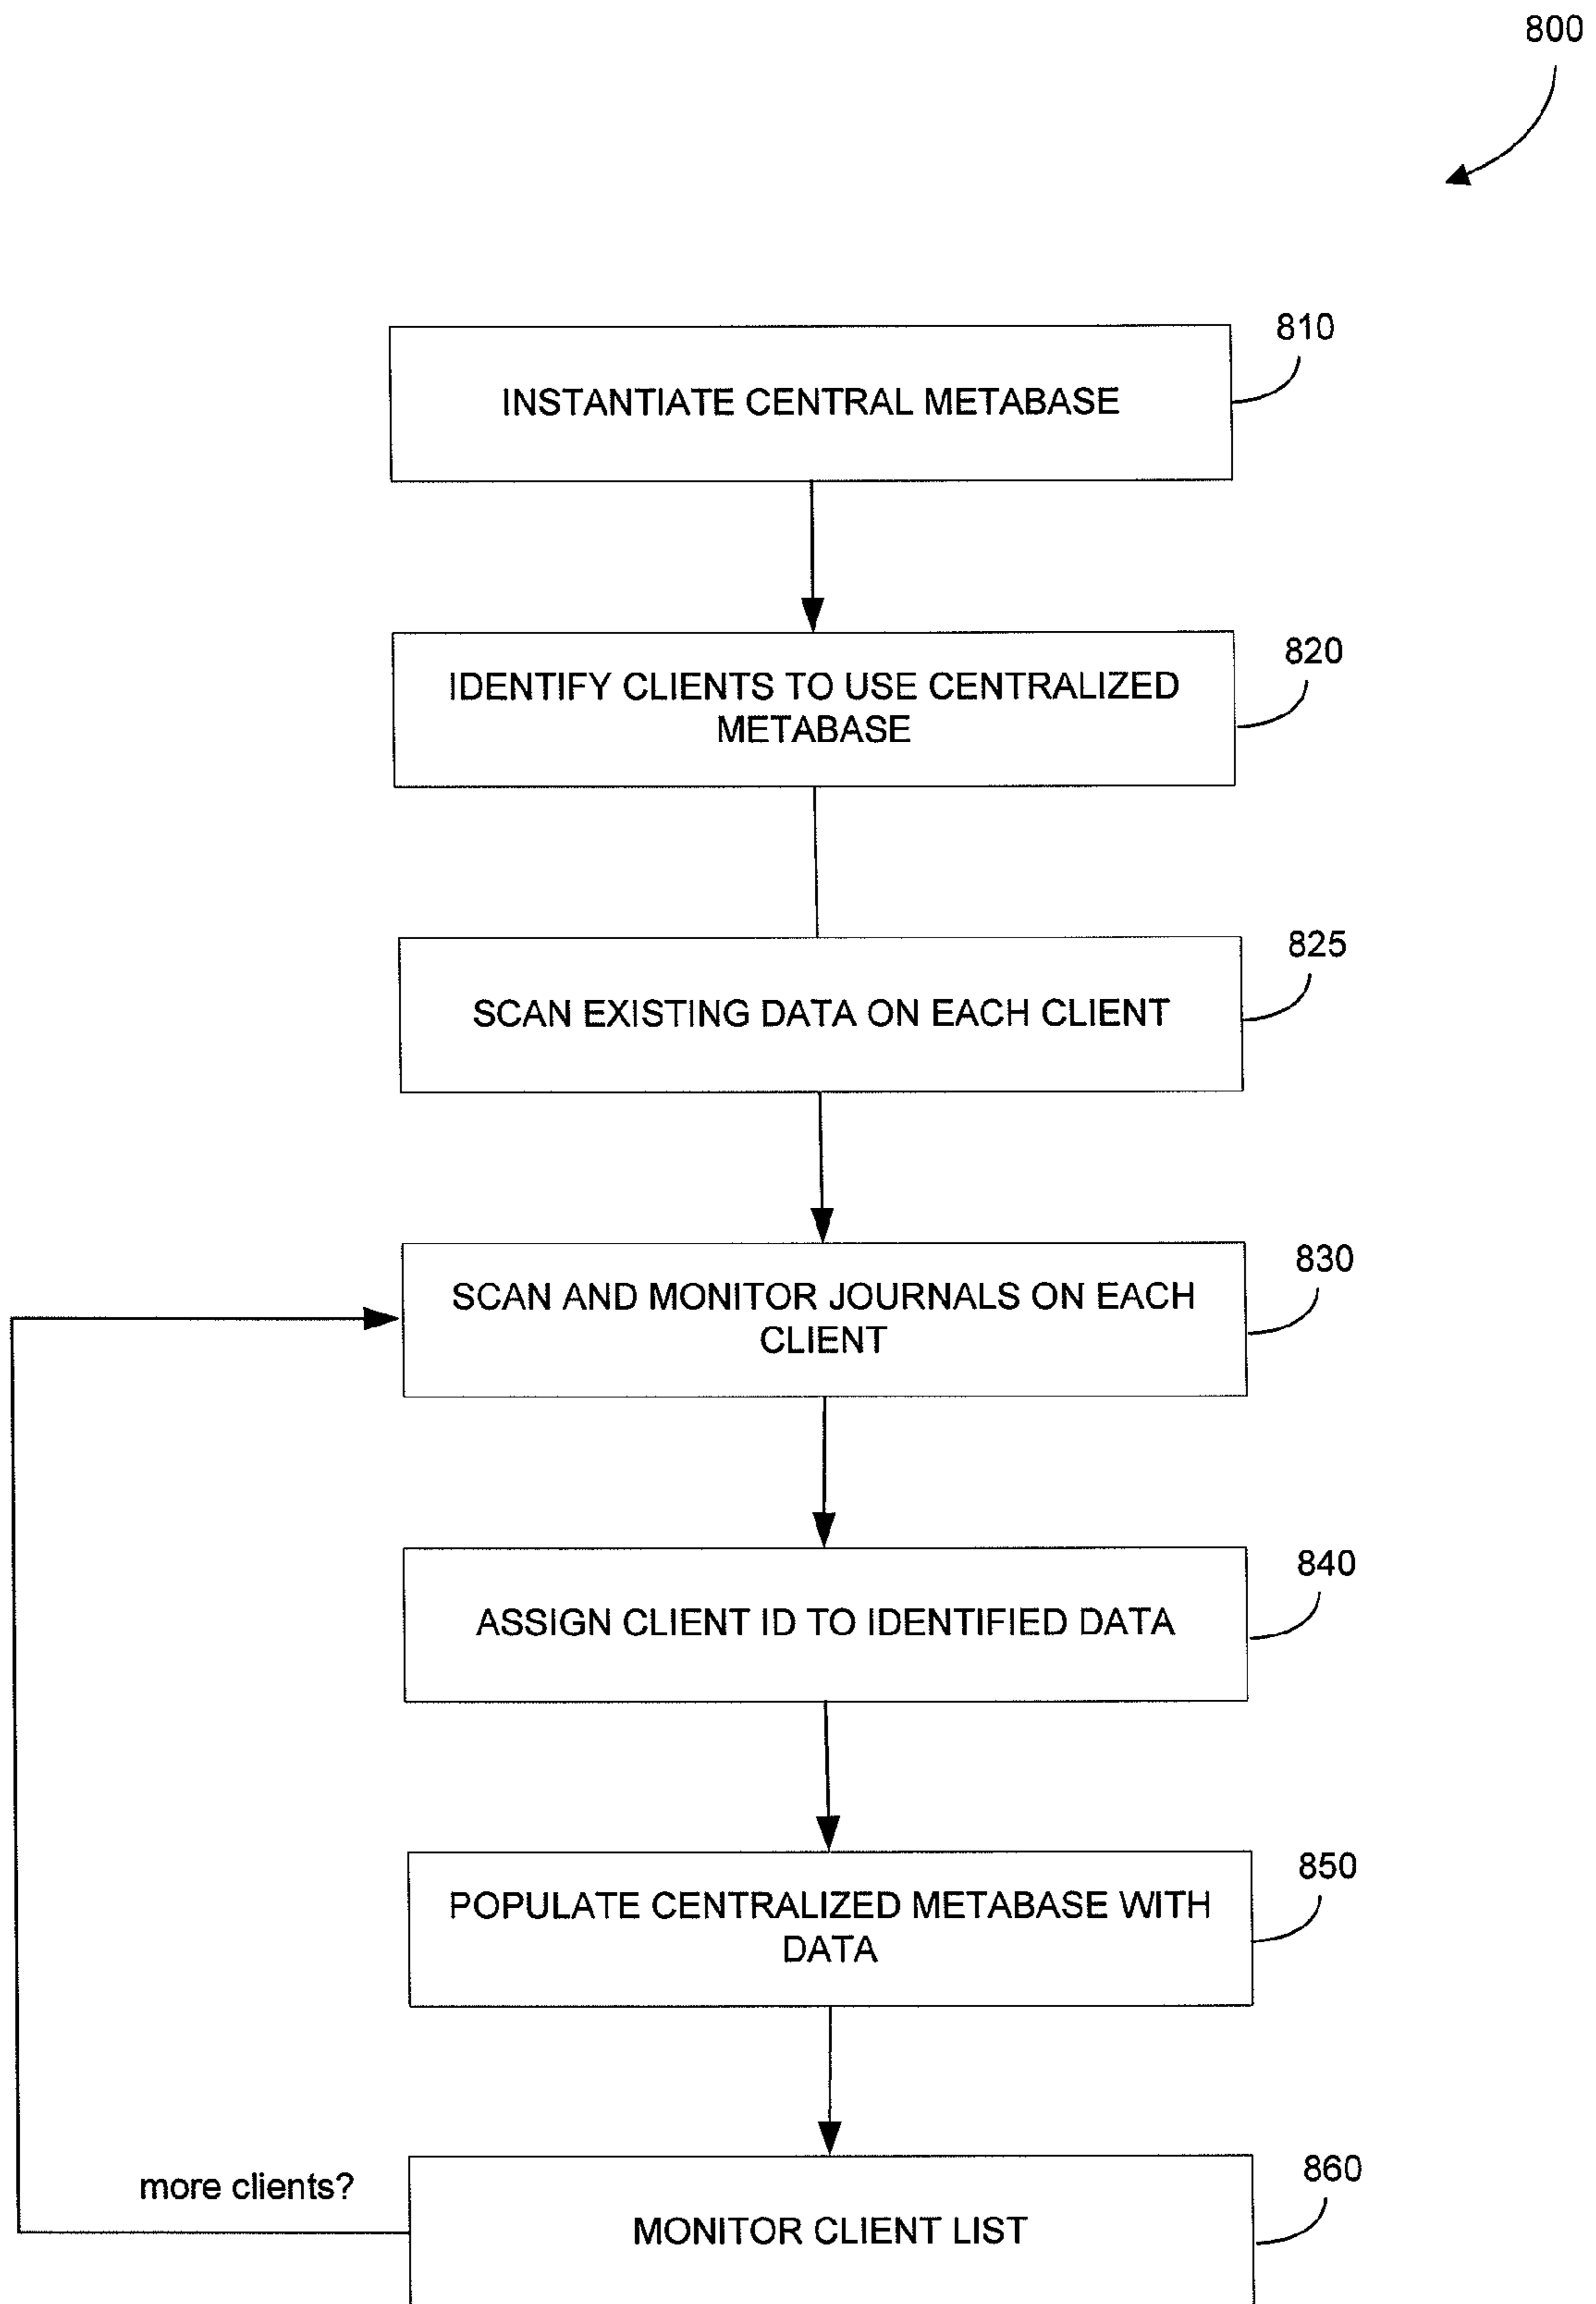 800
810
INSTANTIATE CENTRAL METABASE
820
IDENTIFY CLIENTS TO USE CENTRALIZED
METABASE
825
SCAN EXISTING DATA ON EACH CLIENT
830
SCAN AND MONITOR JOURNALS ON EACH
CLIENT
840
ASSIGN CLIENT ID TO IDENTIFIED DATA
850
POPULATE CENTRALIZED METABASE WITH
DATA
860
more clients?
MONITOR CLIENT LIST